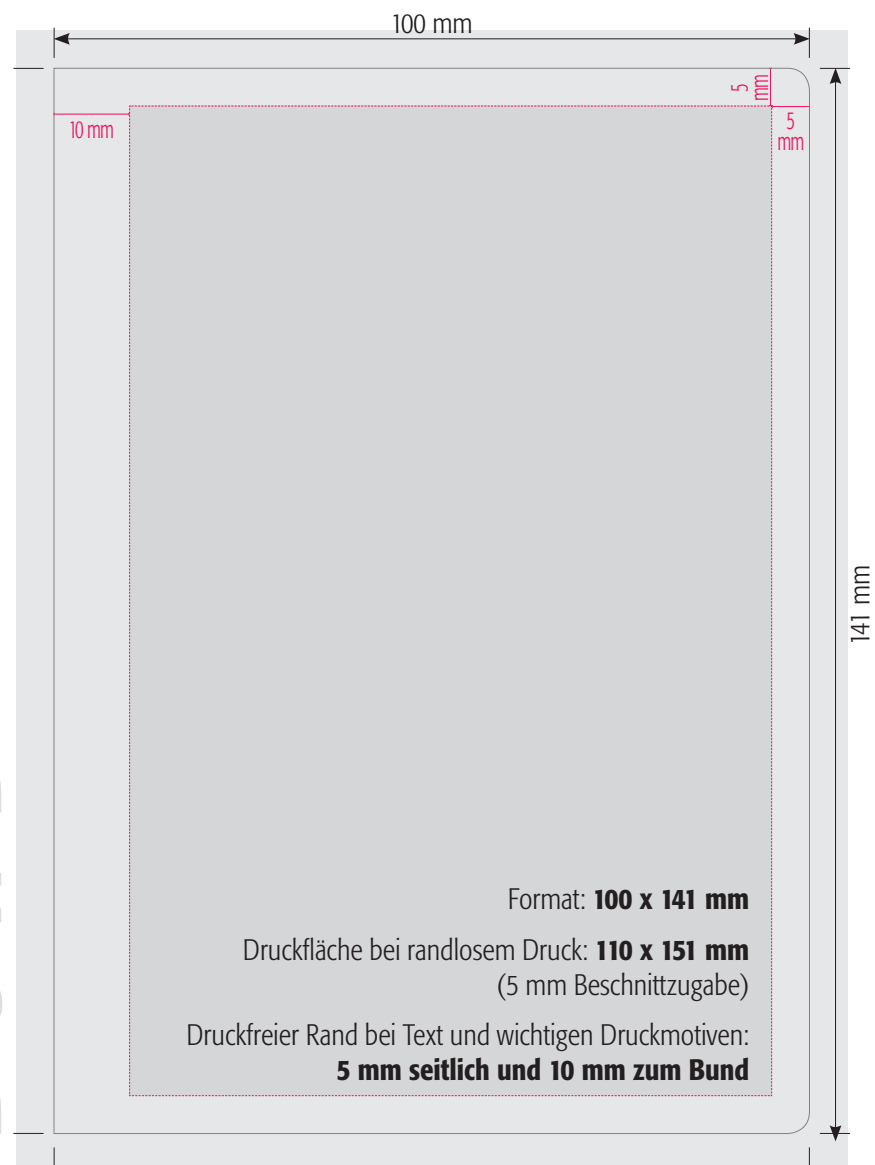 100 mm
5
mm
10 mm
5
mm
141 mm
Format: 100 x 141 mm
Druckfläche bei randlosem Druck: 110 x 151 mm
(5 mm Beschnittzugabe)
Druckfreier Rand bei Text und wichtigen Druckmotiven:
5 mm seitlich und 10 mm zum Bund